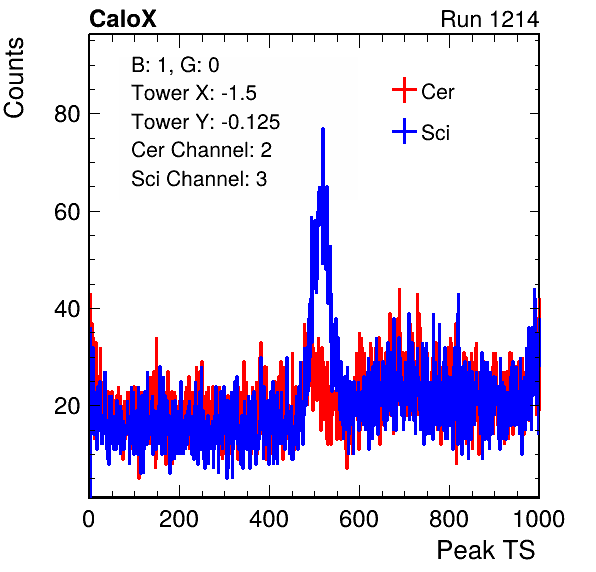 CaloX Run 1214
Counts
B: 1, G: 0
Tower X: -1.5
Tower Y: -0.125
Cer Channel: 2
Sci Channel: 3
Cer
Sci
80
60
40
20
0 200 400 600 800 1000
Peak TS